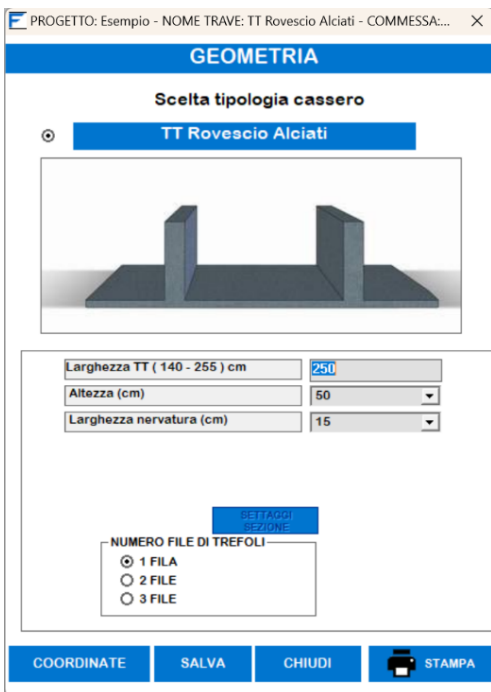 PROGETTO: Esempio - NOME TRAVE: TT Rovescio Alciati - COMMESSA:...
GEOMETRIA
Scelta tipologia cassero
TT Rovescio Alciati
Larghezza TT ( 140 - 255 ) cm 250
Altezza (cm) 50
Larghezza nervatura (cm) 15
SETTAGGI
SEZIONE
NUMERO FILE DI TREFOLI
1 FILA
2 FILE
3 FILE
COORDINATE SALVA CHIUDI STAMPA